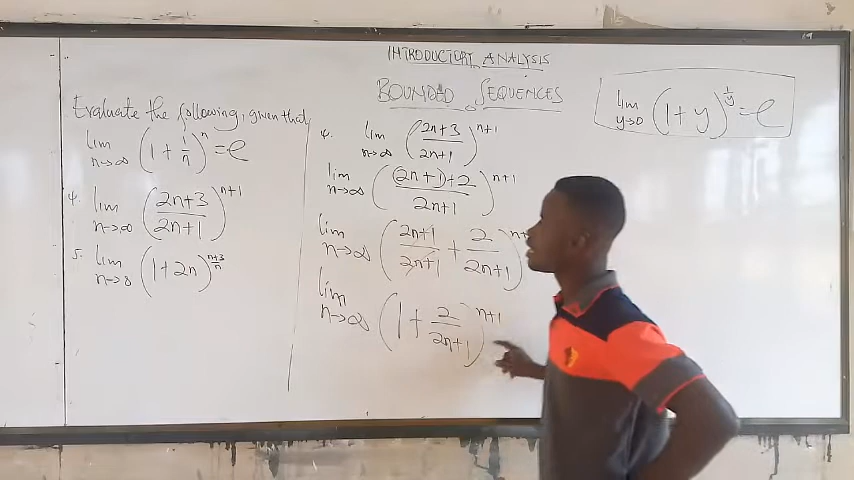 INTRODUCTORY ANALYSIS
BOUNDED SEQUENCES
lim y→0 (1 + y)^(1/y) = e
Evaluate the following, given that
lim n→∞ (1 + 1/n)^n = e
4. lim n→∞ ((2n+3)/(2n+1))^(n+1)
5. lim n→0 (1 + 2n)^((n+3)/n)
4. lim n→∞ ((2n+3)/(2n+1))^(n+1)
lim n→∞ (((2n+1)+2)/(2n+1))^(n+1)
lim n→∞ ((2n+1)/(2n+1) + 2/(2n+1))^(n+
lim n→∞ (1 + 2/(2n+1))^(n+1)